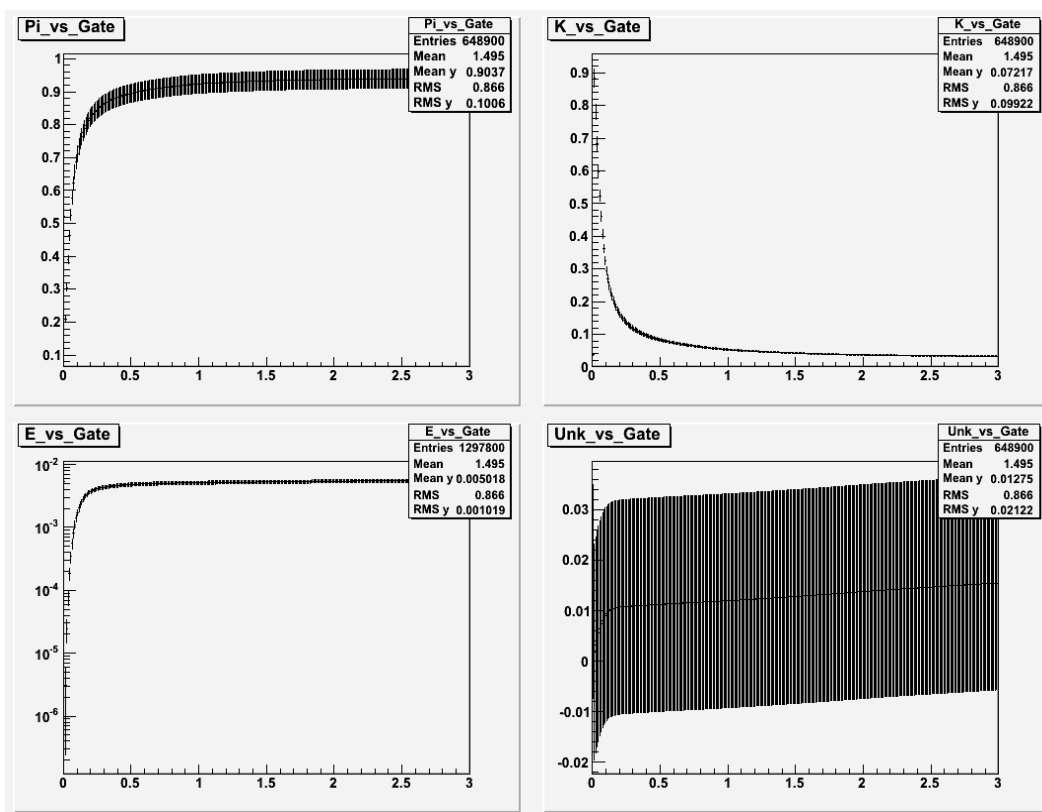 Pi_vs_Gate
Pi_vs_Gate
Entries 648900
Mean 1.495
Mean y 0.9037
RMS 0.866
RMS y 0.1006
1
0.9
0.8
0.7
0.6
0.5
0.4
0.3
0.2
0.1
0 0.5 1 1.5 2 2.5 3
K_vs_Gate
K_vs_Gate
Entries 648900
Mean 1.495
Mean y 0.07217
RMS 0.866
RMS y 0.09922
0.9
0.8
0.7
0.6
0.5
0.4
0.3
0.2
0.1
0
0 0.5 1 1.5 2 2.5 3
E_vs_Gate
E_vs_Gate
Entries 1297800
Mean 1.495
Mean y 0.005018
RMS 0.866
RMS y 0.001019
10⁻²
10⁻³
10⁻⁴
10⁻⁵
10⁻⁶
0 0.5 1 1.5 2 2.5 3
Unk_vs_Gate
Unk_vs_Gate
Entries 648900
Mean 1.495
Mean y 0.01275
RMS 0.866
RMS y 0.02122
0.03
0.02
0.01
0
-0.01
-0.02
0 0.5 1 1.5 2 2.5 3